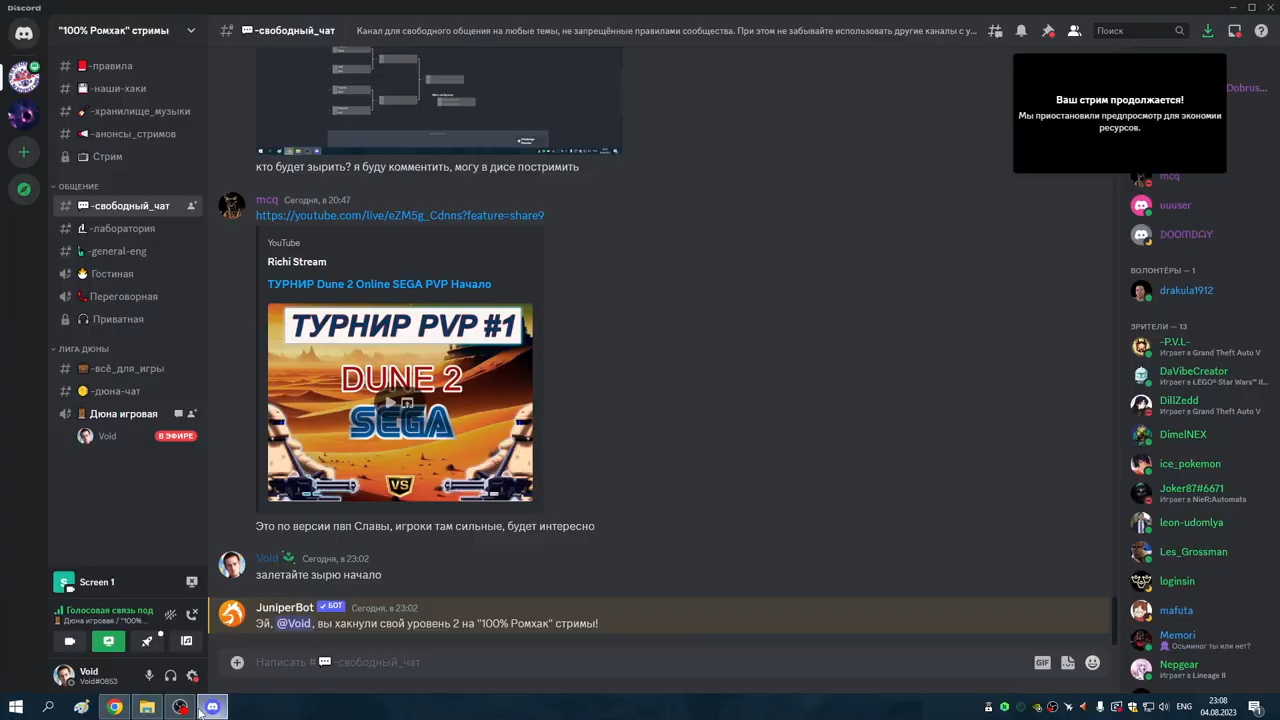 Discord
"100% Ромхак" стримы
-свободный_чат
Канал для свободного общения на любые темы, не запрещённые правилами сообщества. При этом не забывайте использовать другие каналы с у...
Поиск
-правила
-наши-хаки
-хранилище_музыки
-анонсы_стримов
Стрим
ОБЩЕНИЕ
-свободный_чат
-лаборатория
-general-eng
Гостиная
Переговорная
Приватная
ЛИГА ДЮНЫ
-всё_для_игры
-дюна-чат
Дюна игровая
Void
В ЭФИРЕ
Screen 1
Голосовая связь под
Дюна игровая / "100%
Void
Void#0853
кто будет зырить? я буду комментить, могу в дисе постримить
mcq Сегодня, в 20:47
https://youtube.com/live/eZM5g_Cdnns?feature=share9
YouTube
Richi Stream
ТУРНИР Dune 2 Online SEGA PVP Начало
ТУРНИР PVP #1
DUNE 2
SEGA
VS
Это по версии пвп Славы, игроки там сильные, будет интересно
Void Сегодня, в 23:02
залетайте зырю начало
JuniperBot БОТ Сегодня, в 23:02
Эй, @Void, вы хакнули свой уровень 2 на "100% Ромхак" стримы!
Написать #💬-свободный_чат
GIF
Ваш стрим продолжается!
Мы приостановили предпросмотр для экономии
ресурсов.
Dobrus...
mcq
uuuser
DOOMDAY
ВОЛОНТЁРЫ — 1
drakula1912
ЗРИТЕЛИ — 13
-P.V.L-
Играет в Grand Theft Auto V
DaVibeCreator
Играет в LEGO® Star Wars™ II...
DillZedd
Играет в Grand Theft Auto V
DimelNEX
ice_pokemon
Joker87#6671
Играет в NieR:Automata
leon-udomlya
Les_Grossman
loginsin
mafuta
Memori
Осьминог ты или нет?
Nepgear
Играет в Lineage II
ENG
23:08
04.08.2023